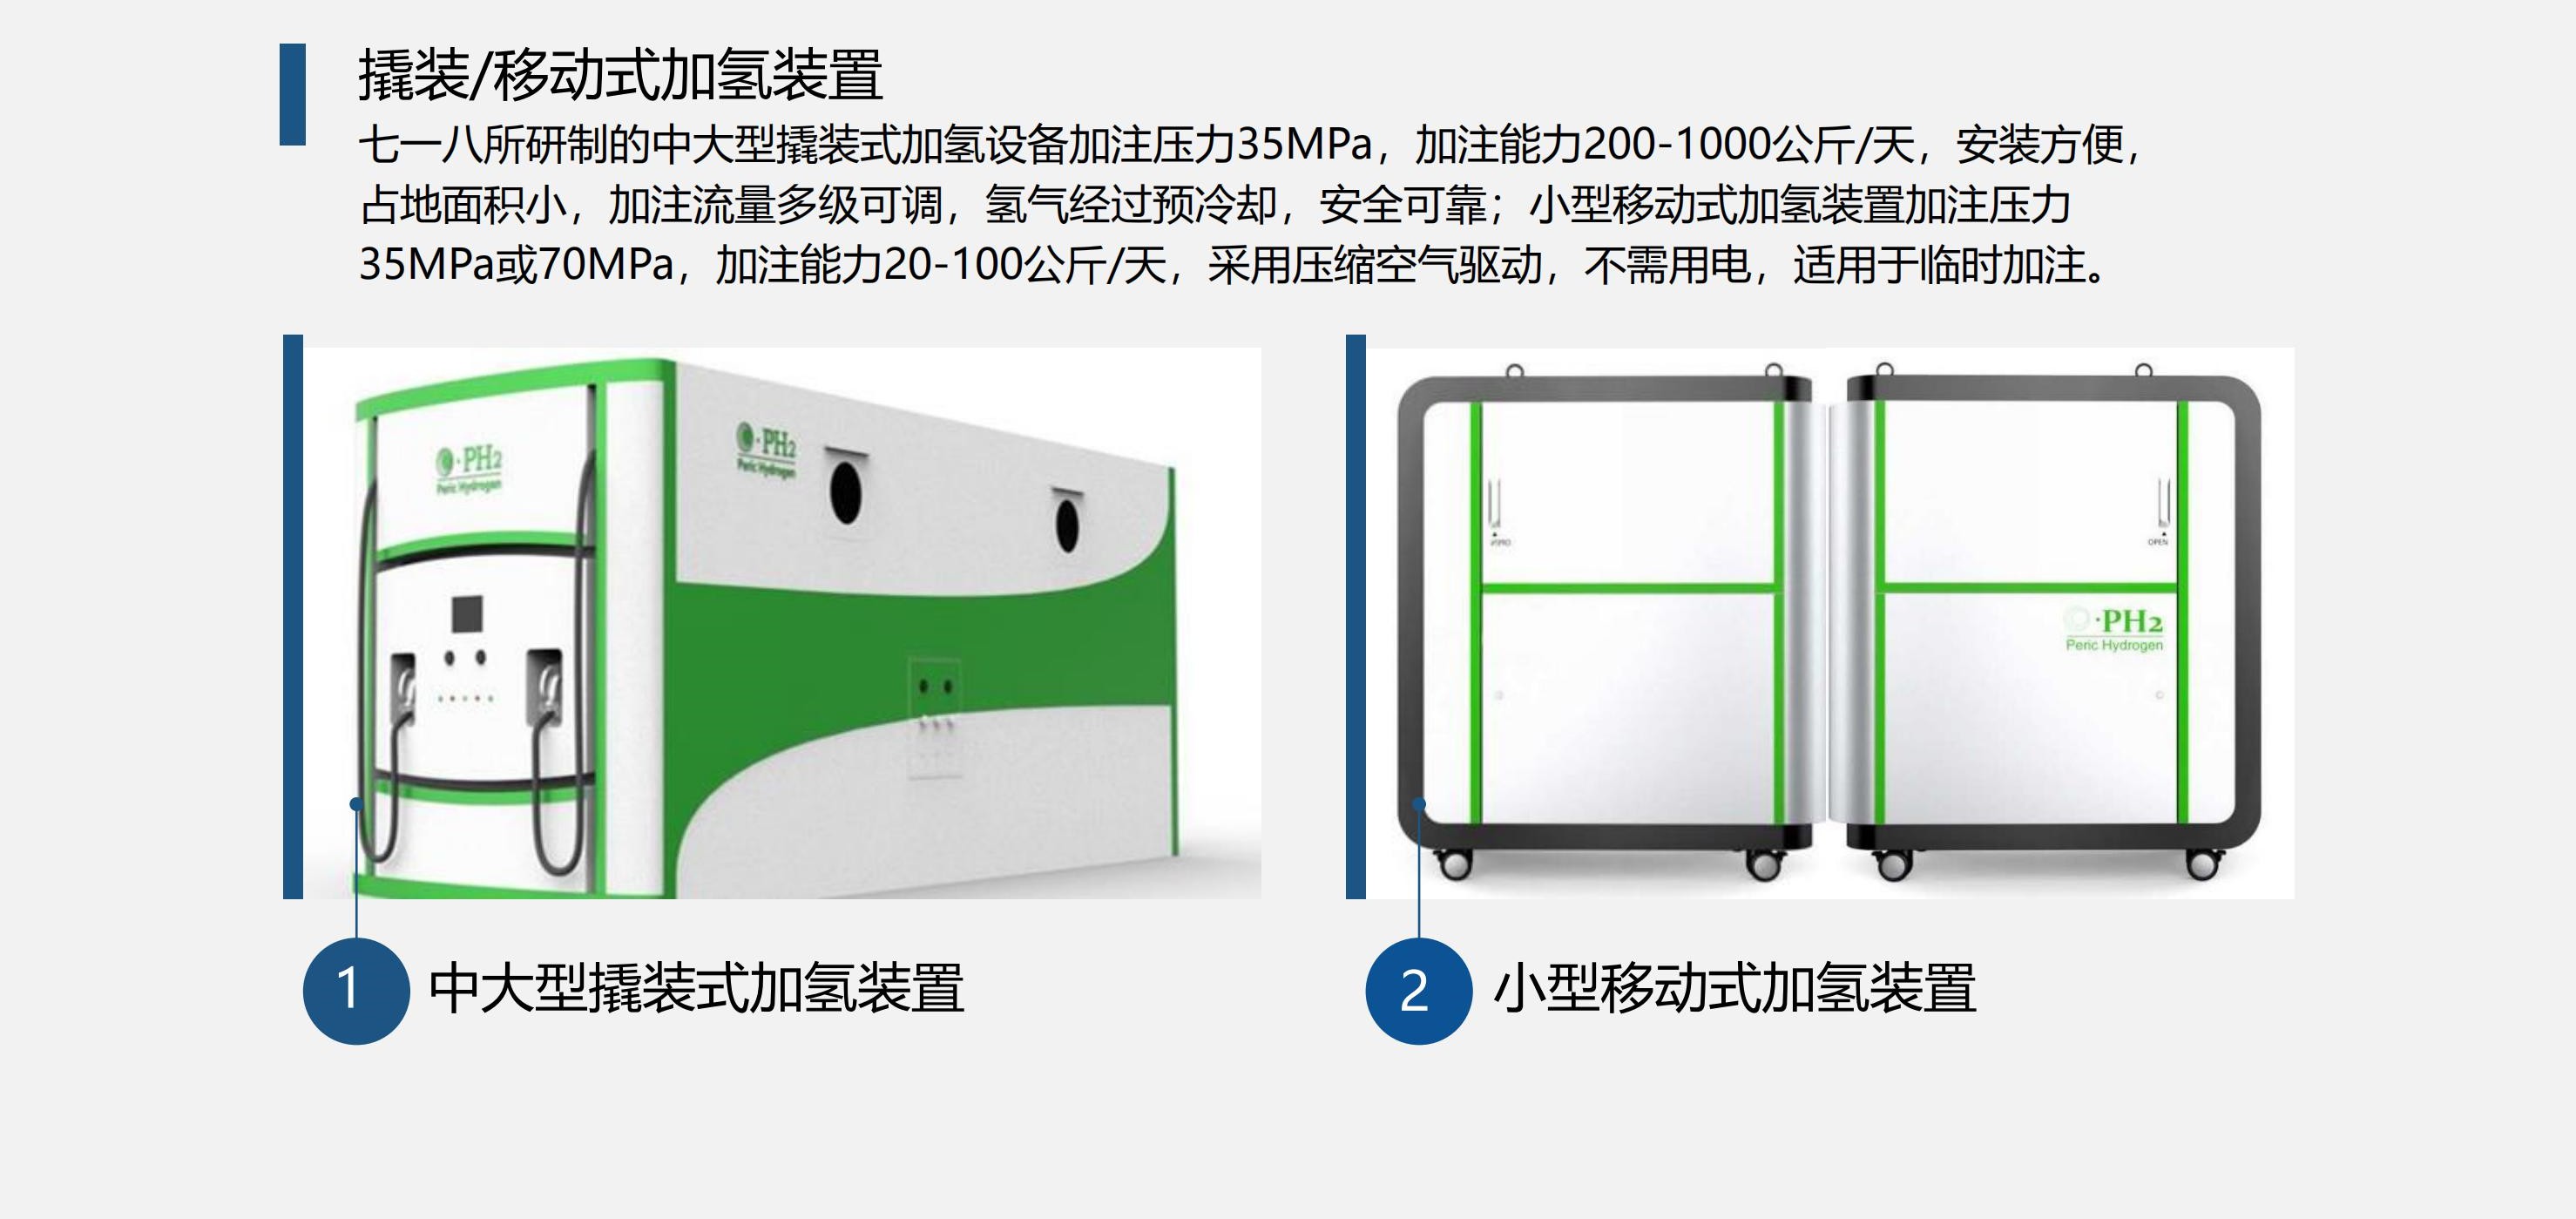 撬装/移动式加氢装置
七一八所研制的中大型撬装式加氢设备加注压力35MPa，加注能力200-1000公斤/天，安装方便，
占地面积小，加注流量多级可调，氢气经过预冷却，安全可靠；小型移动式加氢装置加注压力
35MPa或70MPa，加注能力20-100公斤/天，采用压缩空气驱动，不需用电，适用于临时加注。
·PH2
Peric Hydrogen
·PH2
Peric Hydrogen
OPEN
·PH2
Peric Hydrogen
1 中大型撬装式加氢装置
2 小型移动式加氢装置